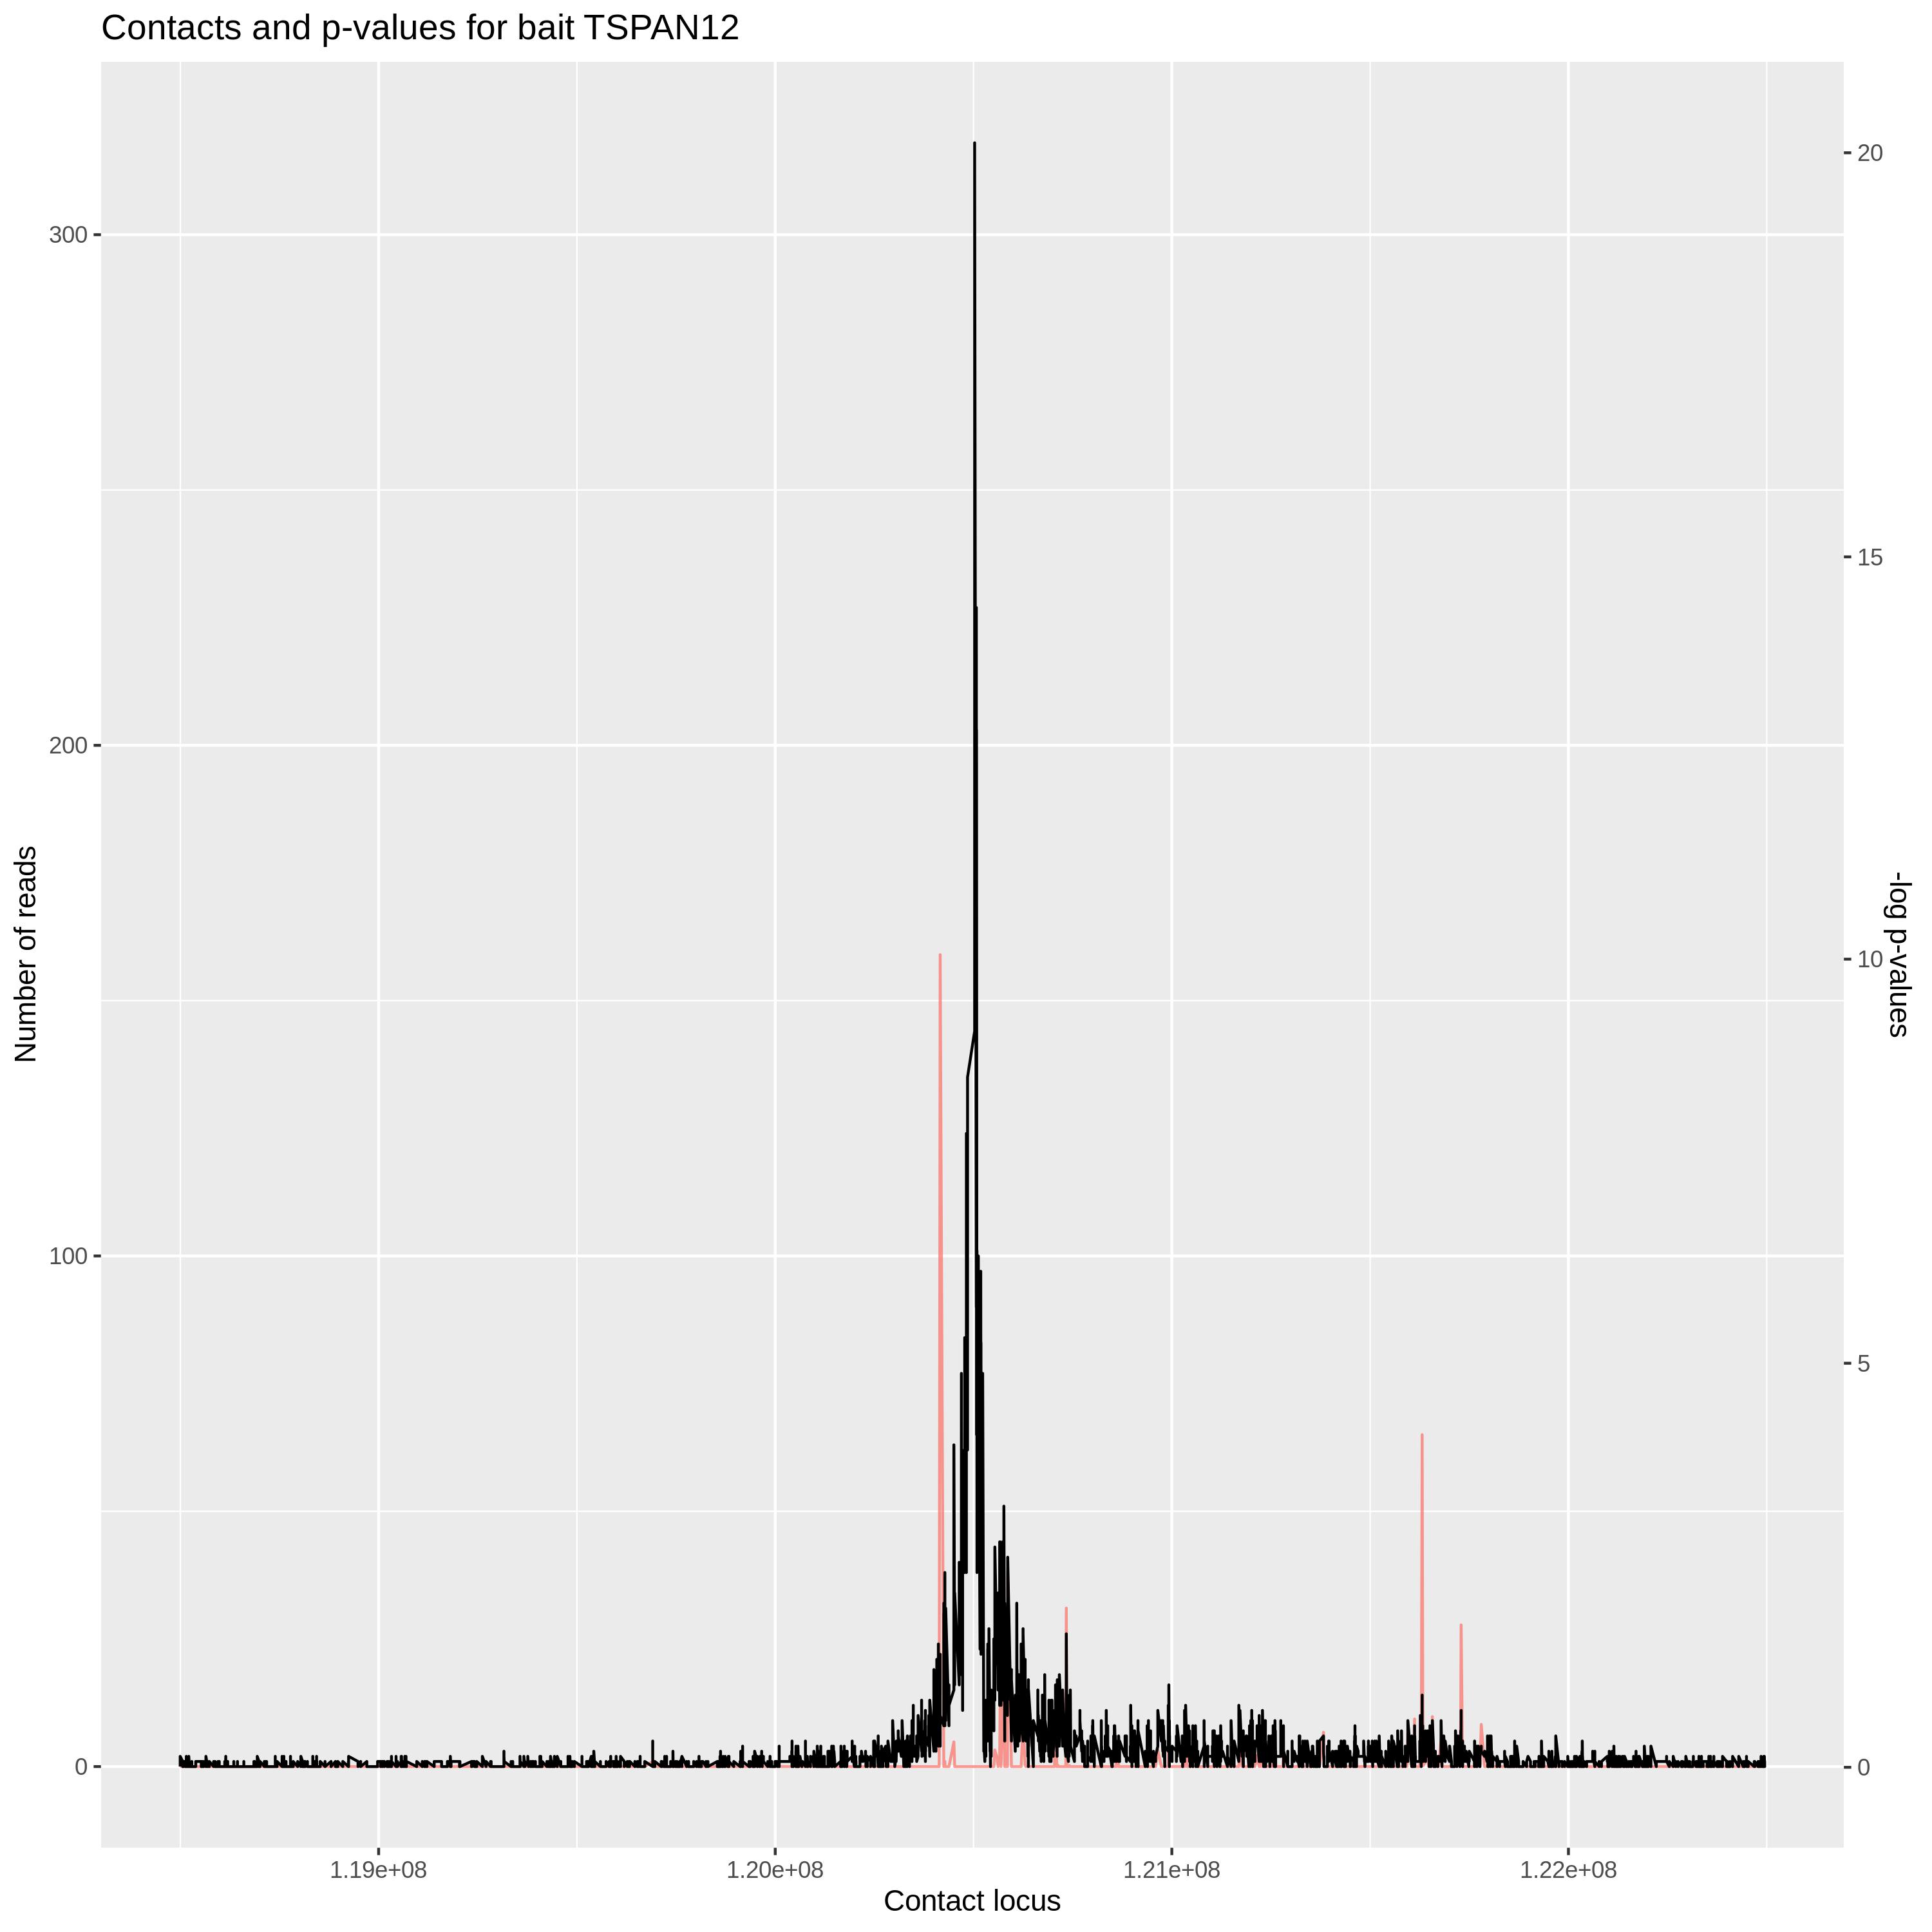 Contacts and p-values for bait TSPAN12
Number of reads
300
200
100
0
20
15
10
5
0
-log p-values
1.19e+08
1.20e+08
1.21e+08
1.22e+08
Contact locus